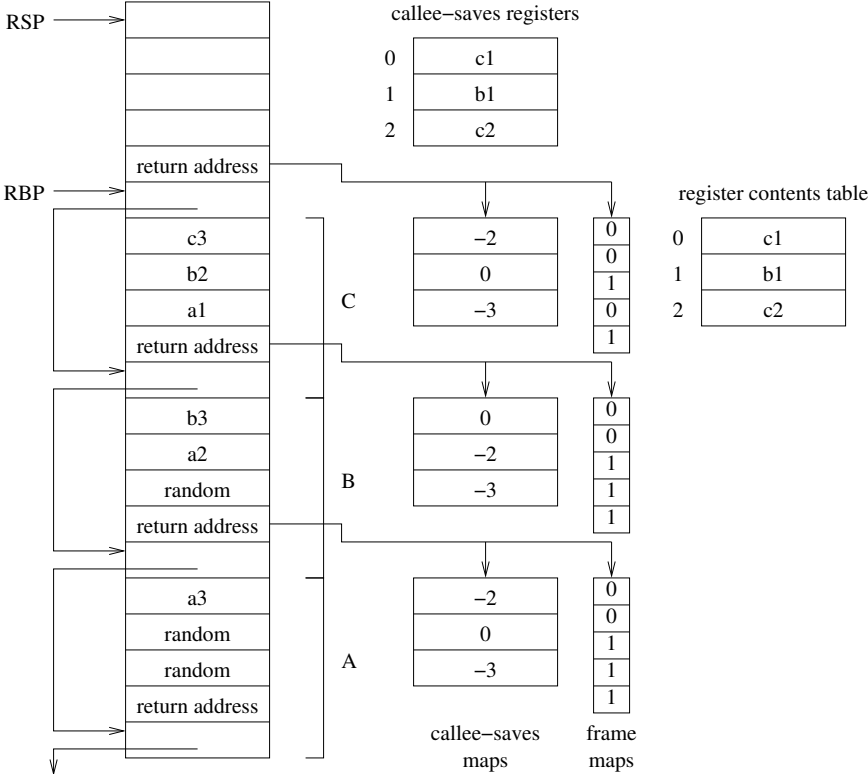 callee−saves registers
RSP
0 c1
1 b1
2 c2
return address
RBP
register contents table
c3
b2
a1
return address
C
−2
0
−3
0
0
1
0
1
0 c1
1 b1
2 c2
b3
a2
random
return address
B
0
−2
−3
0
0
1
1
1
a3
random
random
return address
A
−2
0
−3
0
0
1
1
1
callee−saves
maps
frame
maps